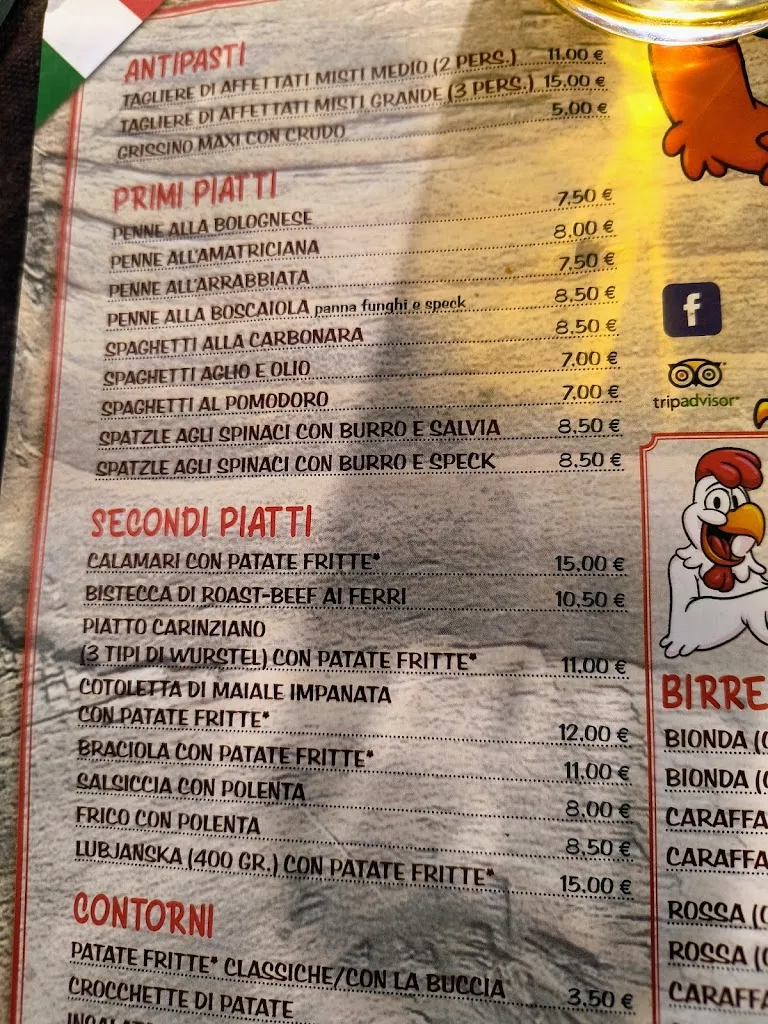 ANTIPASTI
TAGLIERE DI AFFETTATI MISTI MEDIO (2 PERS.) 11.00 €
TAGLIERE DI AFFETTATI MISTI GRANDE (3 PERS.) 15.00 €
GRISSINO MAXI CON CRUDO 5.00 €
PRIMI PIATTI
PENNE ALLA BOLOGNESE 7.50 €
PENNE ALL'AMATRICIANA 8.00 €
PENNE ALL'ARRABBIATA 7.50 €
PENNE ALLA BOSCAIOLA panna funghi e speck 8.50 €
SPAGHETTI ALLA CARBONARA 8.50 €
SPAGHETTI AGLIO E OLIO 7.00 €
SPAGHETTI AL POMODORO 7.00 €
SPATZLE AGLI SPINACI CON BURRO E SALVIA 8.50 €
SPATZLE AGLI SPINACI CON BURRO E SPECK 8.50 €
SECONDI PIATTI
CALAMARI CON PATATE FRITTE* 15.00 €
BISTECCA DI ROAST-BEEF AI FERRI 10.50 €
PIATTO CARINZIANO
(3 TIPI DI WURSTEL) CON PATATE FRITTE* 11.00 €
COTOLETTA DI MAIALE IMPANATA
CON PATATE FRITTE* 12.00 €
BRACIOLA CON PATATE FRITTE* 11.00 €
SALSICCIA CON POLENTA 8.00 €
FRICO CON POLENTA 8.50 €
LUBJANSKA (400 GR.) CON PATATE FRITTE* 15.00 €
CONTORNI
PATATE FRITTE* CLASSICHE/CON LA BUCCIA 3.50 €
CROCCHETTE DI PATATE
f
tripadvisor
BIRRE
BIONDA (
BIONDA (
CARAFFA
CARAFFA
ROSSA (
ROSSA (
CARAFFA